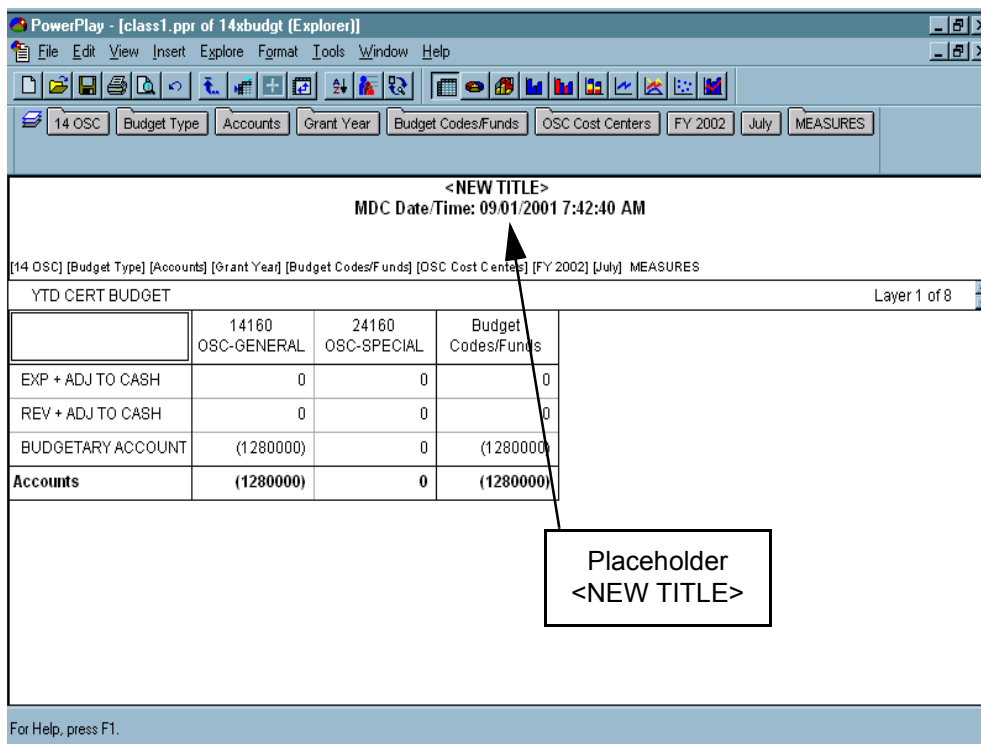 PowerPlay - [class1.ppr of 14xbudgt (Explorer)]
File Edit View Insert Explore Format Tools Window Help
14 OSC Budget Type Accounts Grant Year Budget Codes/Funds OSC Cost Centers FY 2002 July MEASURES
<NEW TITLE>
MDC Date/Time: 09/01/2001 7:42:40 AM
[14 OSC] [Budget Type] [Accounts] [Grant Year] [Budget Codes/Funds] [OSC Cost Centers] [FY 2002] [July] MEASURES
YTD CERT BUDGET Layer 1 of 8
14160 24160 Budget
OSC-GENERAL OSC-SPECIAL Codes/Funds
EXP + ADJ TO CASH 0 0 0
REV + ADJ TO CASH 0 0 0
BUDGETARY ACCOUNT (1280000) 0 (1280000)
Accounts (1280000) 0 (1280000)
Placeholder
<NEW TITLE>
For Help, press F1.